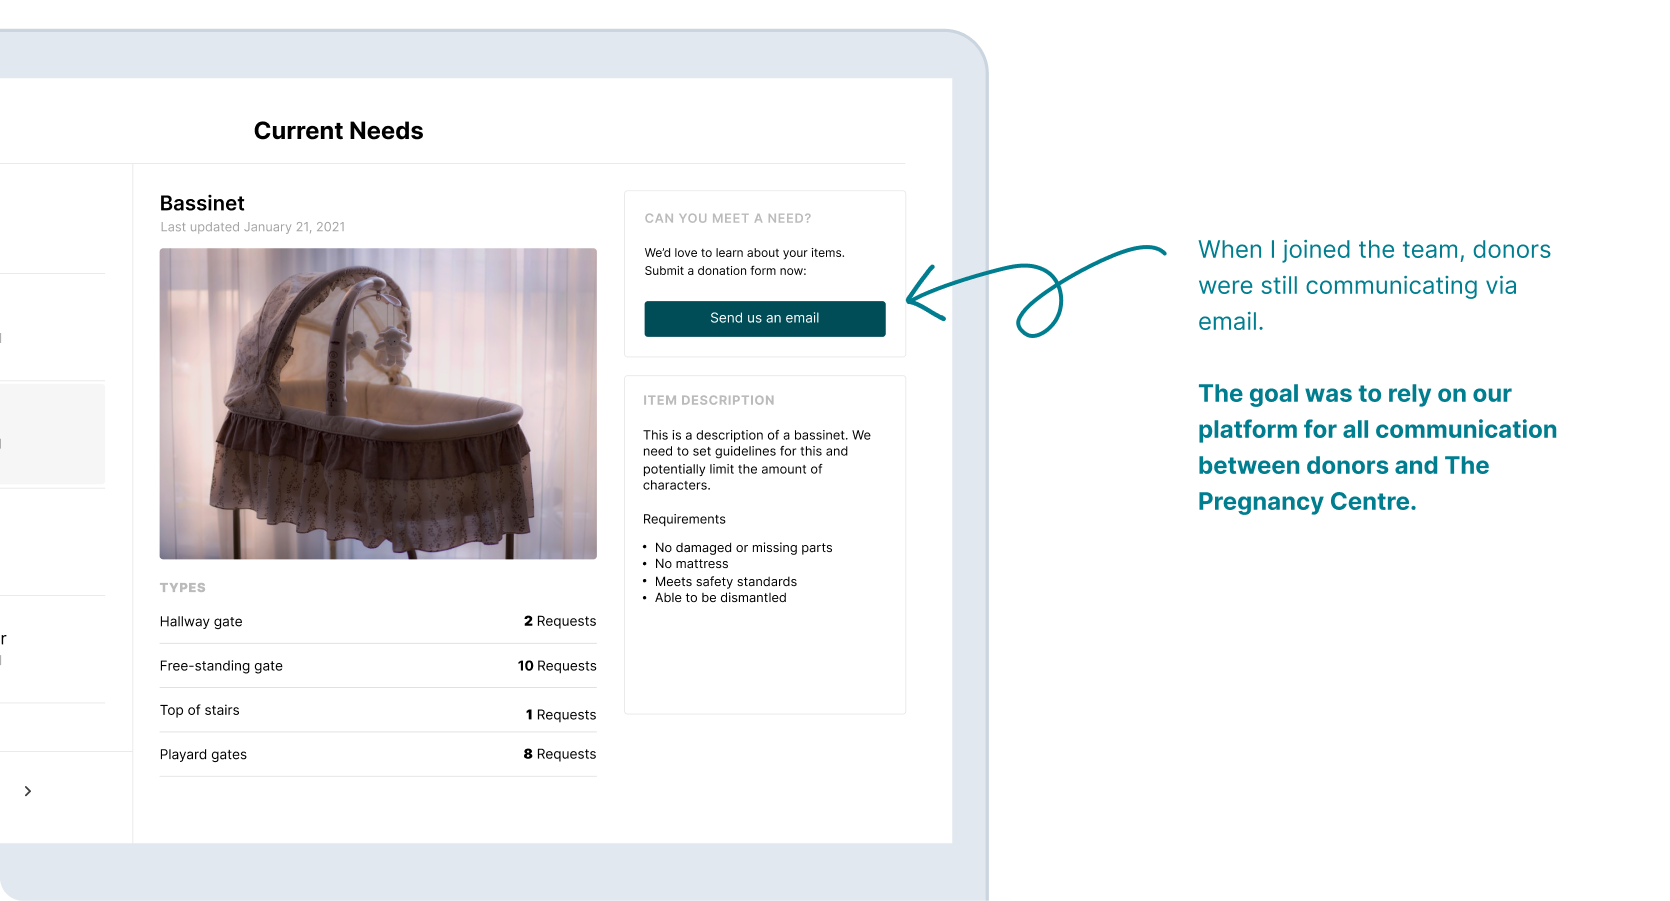 Current Needs
Bassinet
Last updated January 21, 2021
TYPES
Hallway gate 2 Requests
Free-standing gate 10 Requests
Top of stairs 1 Requests
Playard gates 8 Requests
CAN YOU MEET A NEED?
We'd love to learn about your items.
Submit a donation form now:
Send us an email
ITEM DESCRIPTION
This is a description of a bassinet. We
need to set guidelines for this and
potentially limit the amount of
characters.
Requirements
• No damaged or missing parts
• No mattress
• Meets safety standards
• Able to be dismantled
When I joined the team, donors
were still communicating via
email.
The goal was to rely on our
platform for all communication
between donors and The
Pregnancy Centre.